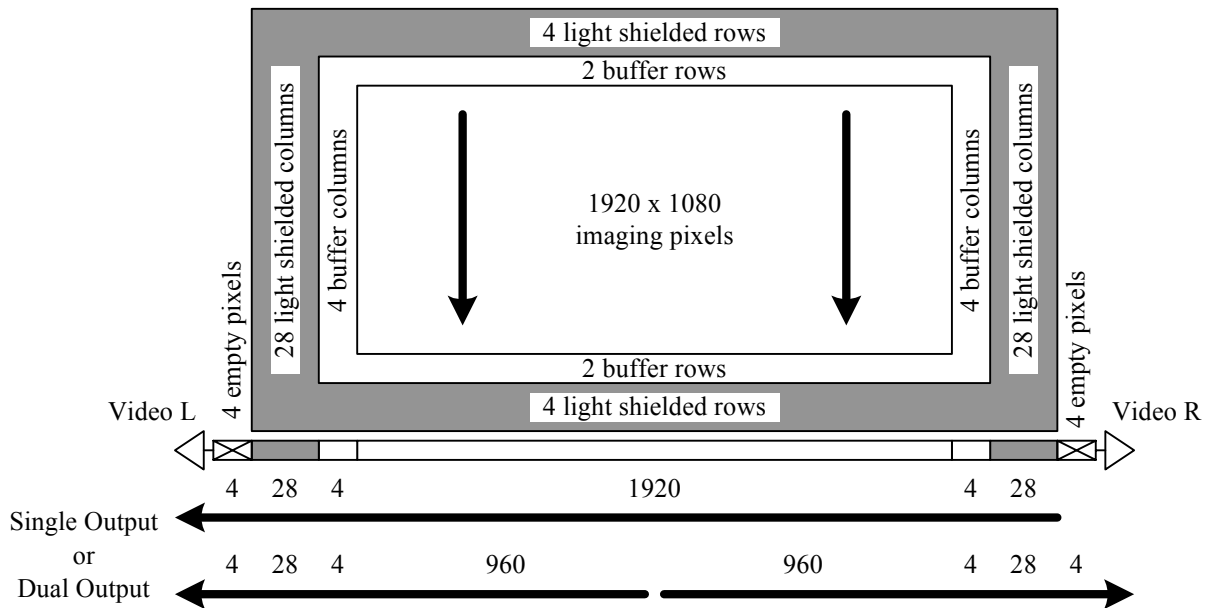 4 light shielded rows
2 buffer rows
4 empty pixels
28 light shielded columns
4 buffer columns
1920 x 1080
imaging pixels
4 buffer columns
28 light shielded columns
4 empty pixels
2 buffer rows
4 light shielded rows
Video L
Video R
4 28 4 1920 4 28
Single Output
or
Dual Output
4 28 4 960 960 4 28 4